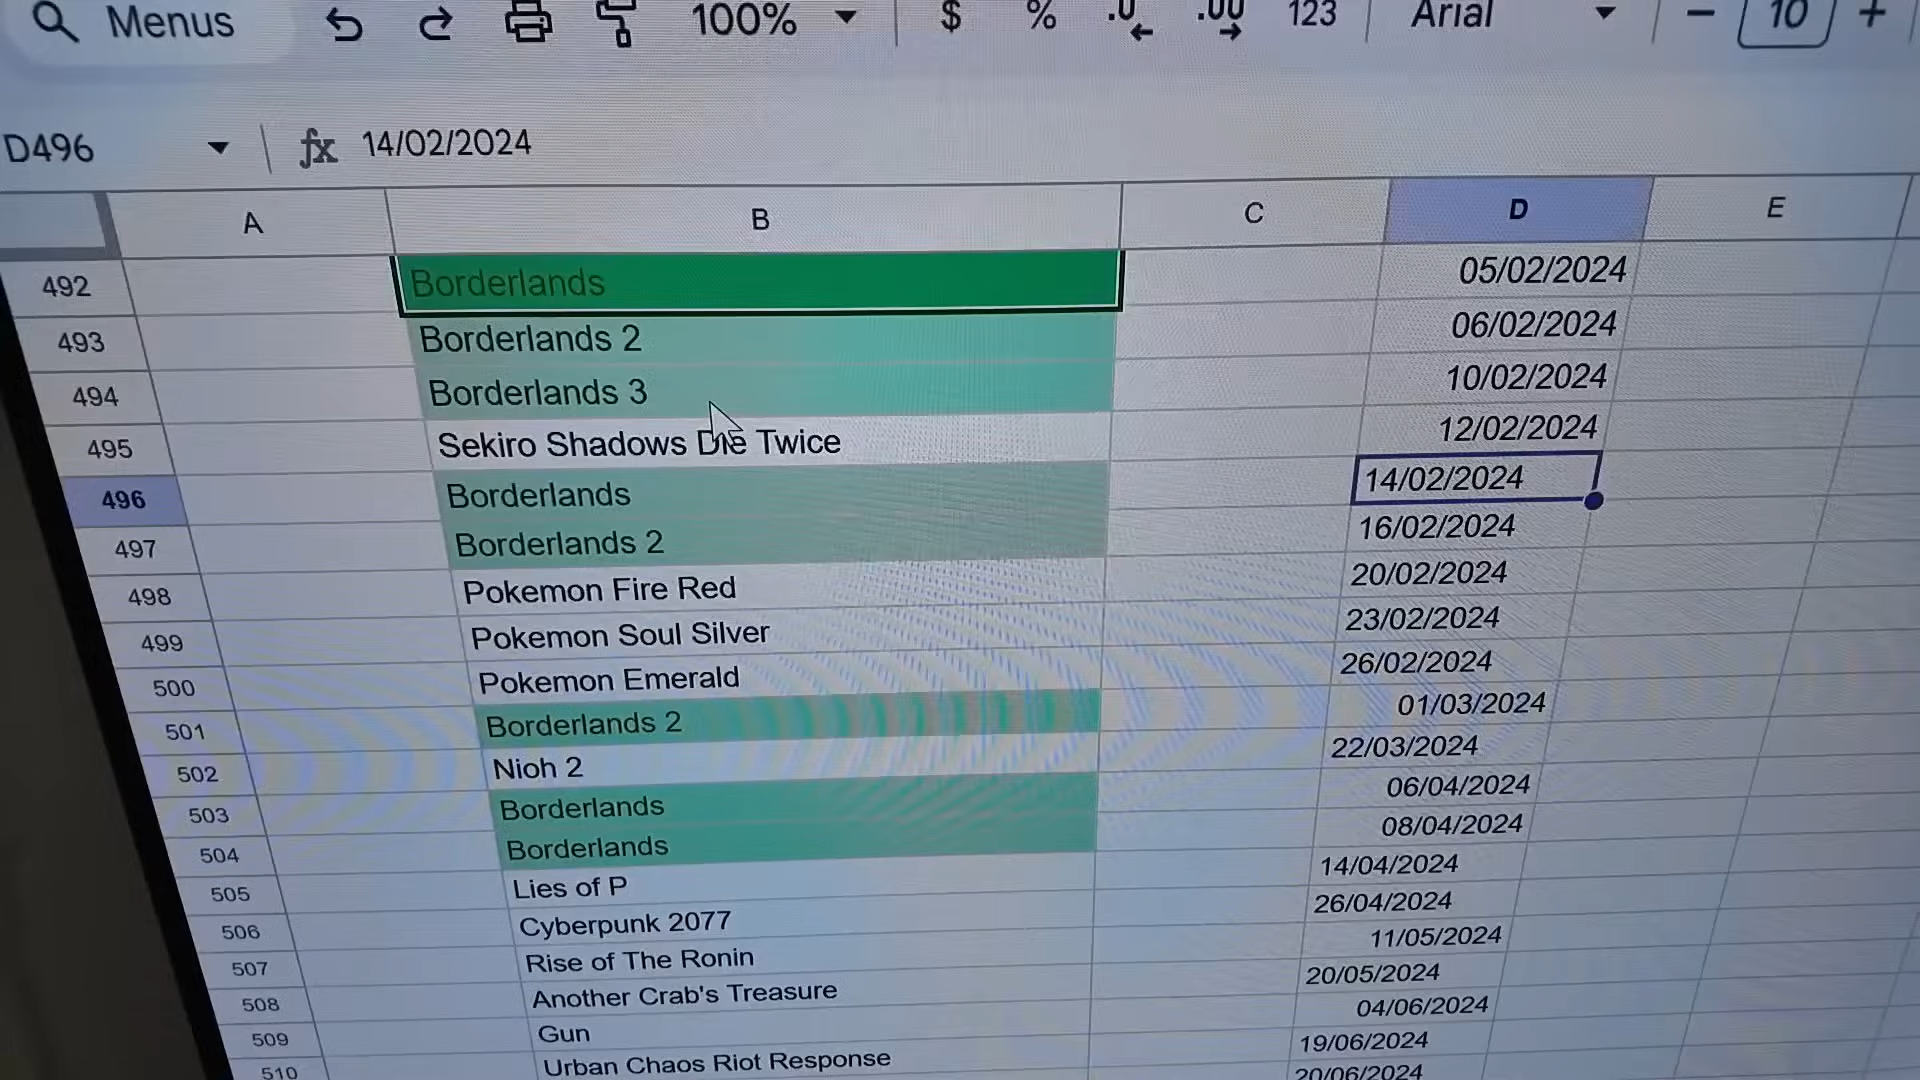 Menus 100% $ % .0 .00 123 Arial 10
D496 fx 14/02/2024
A B C D E
492 Borderlands 05/02/2024
493 Borderlands 2 06/02/2024
494 Borderlands 3 10/02/2024
495 Sekiro Shadows Die Twice 12/02/2024
496 Borderlands 14/02/2024
497 Borderlands 2 16/02/2024
498 Pokemon Fire Red 20/02/2024
499 Pokemon Soul Silver 23/02/2024
500 Pokemon Emerald 26/02/2024
501 Borderlands 2 01/03/2024
502 Nioh 2 22/03/2024
503 Borderlands 06/04/2024
504 Borderlands 08/04/2024
505 Lies of P 14/04/2024
506 Cyberpunk 2077 26/04/2024
507 Rise of The Ronin 11/05/2024
508 Another Crab's Treasure 20/05/2024
509 Gun 04/06/2024
510 Urban Chaos Riot Response 19/06/2024
20/06/2024